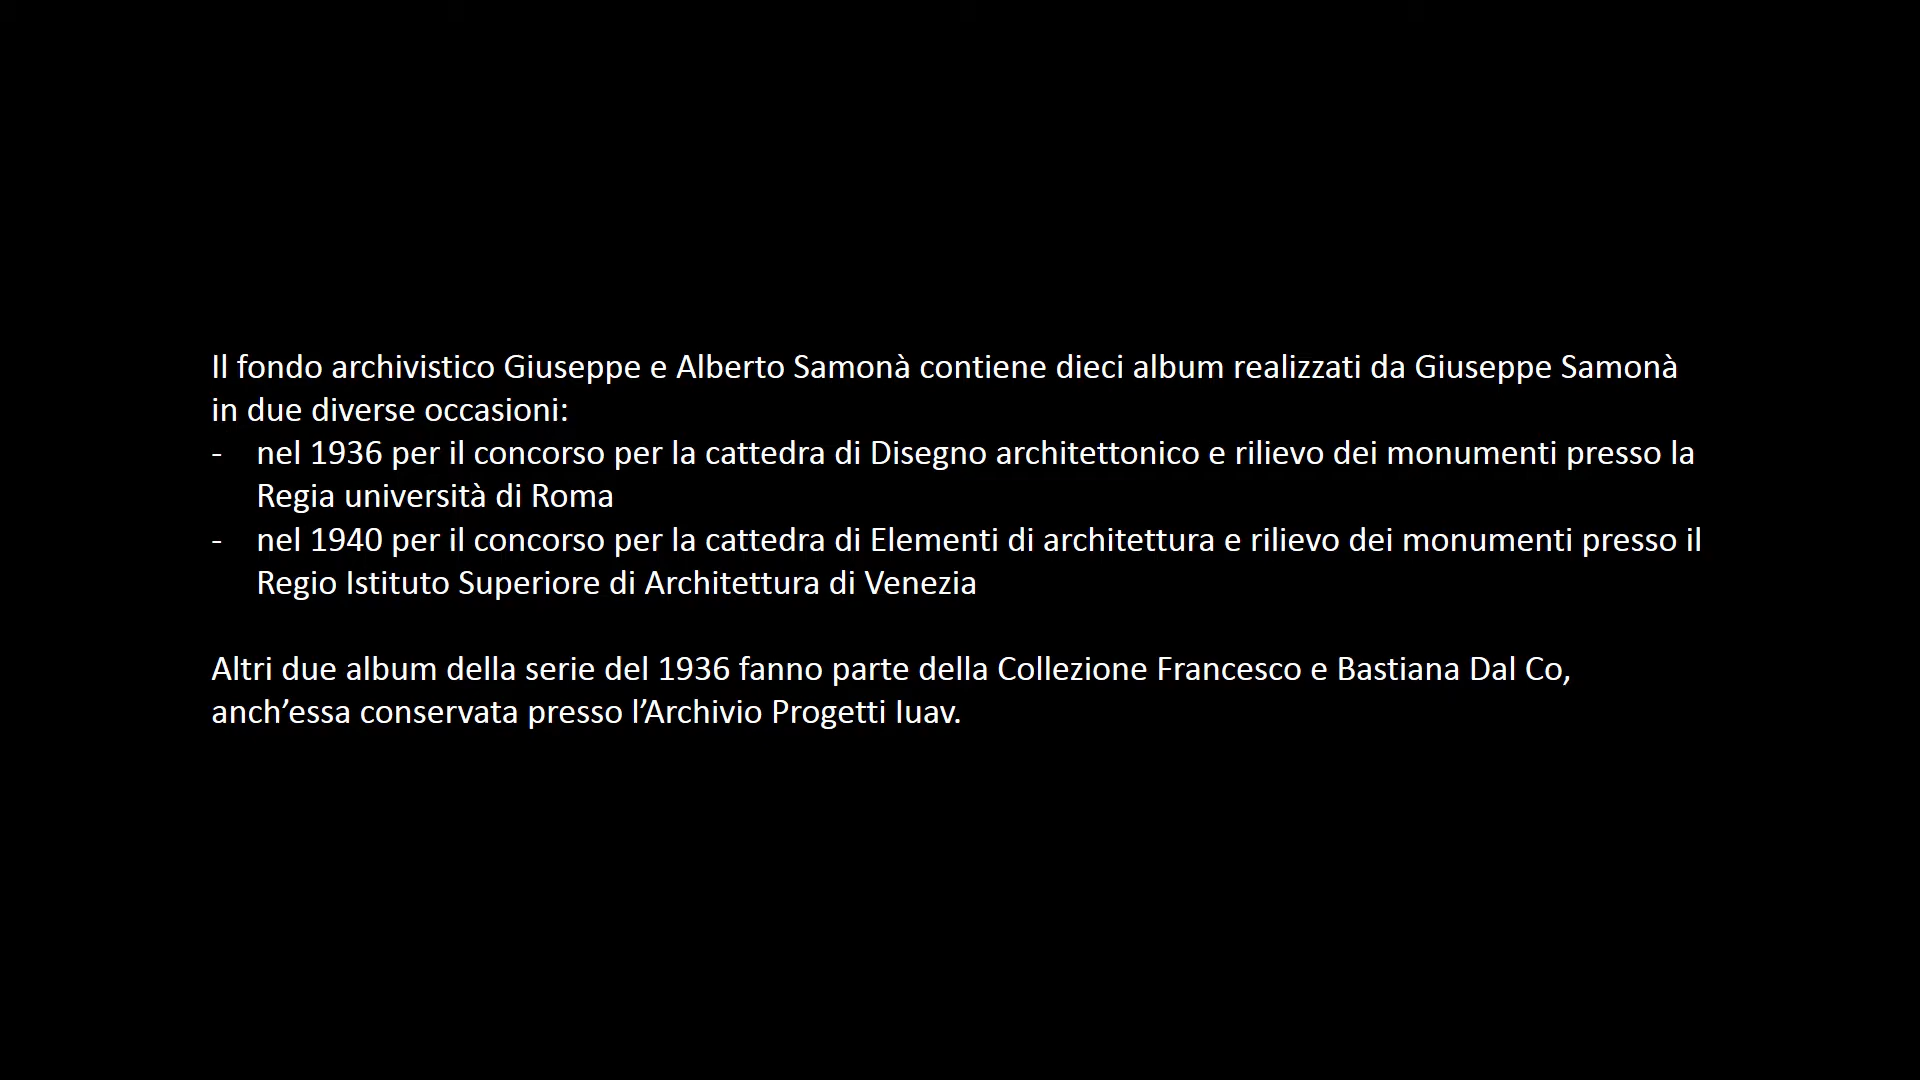 Il fondo archivistico Giuseppe e Alberto Samonà contiene dieci album realizzati da Giuseppe Samonà
in due diverse occasioni:
- nel 1936 per il concorso per la cattedra di Disegno architettonico e rilievo dei monumenti presso la
Regia università di Roma
- nel 1940 per il concorso per la cattedra di Elementi di architettura e rilievo dei monumenti presso il
Regio Istituto Superiore di Architettura di Venezia
Altri due album della serie del 1936 fanno parte della Collezione Francesco e Bastiana Dal Co,
anch’essa conservata presso l’Archivio Progetti Iuav.